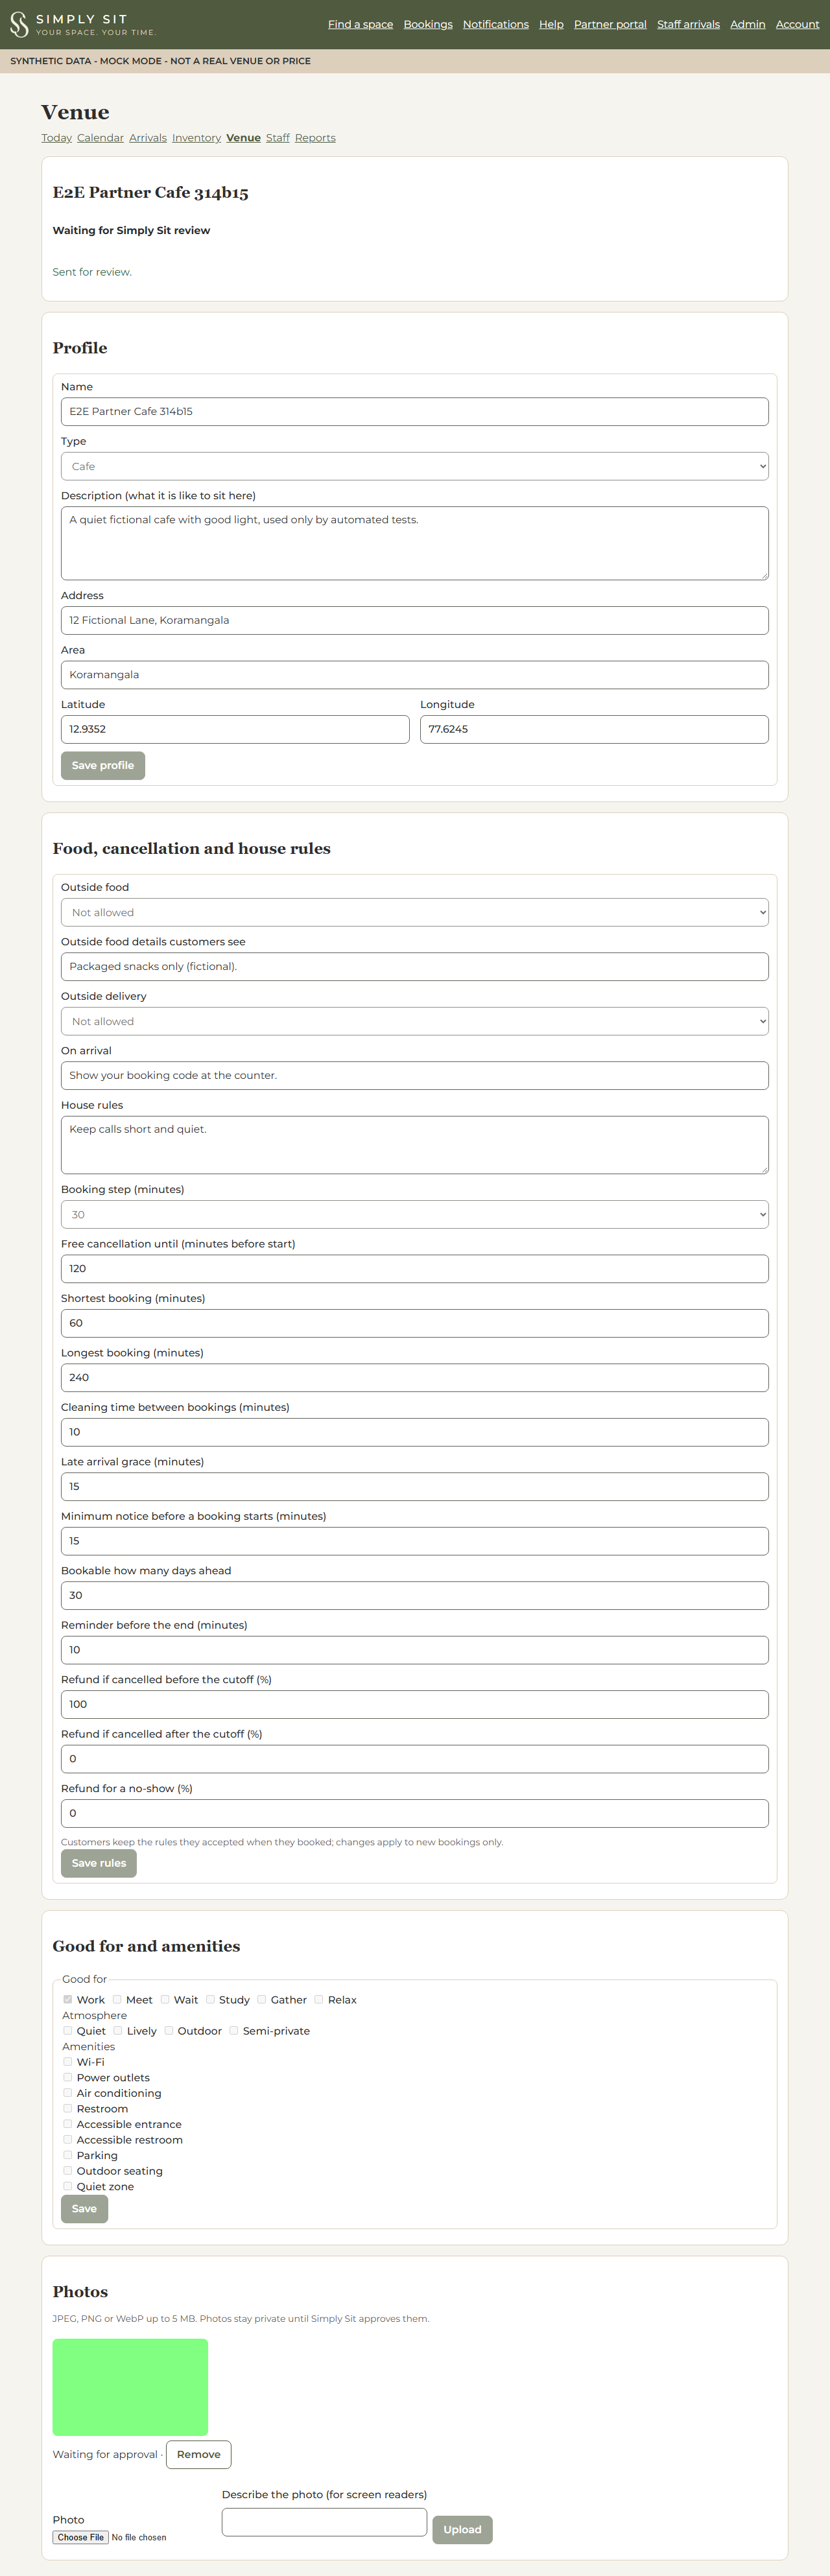 SIMPLY SIT
YOUR SPACE. YOUR TIME.
Find a space Bookings Notifications Help Partner portal Staff arrivals Admin Account
SYNTHETIC DATA - MOCK MODE - NOT A REAL VENUE OR PRICE
Venue
Today Calendar Arrivals Inventory Venue Staff Reports
E2E Partner Cafe 314b15
Waiting for Simply Sit review
Sent for review.
Profile
Name
E2E Partner Cafe 314b15
Type
Cafe
Description (what it is like to sit here)
A quiet fictional cafe with good light, used only by automated tests.
Address
12 Fictional Lane, Koramangala
Area
Koramangala
Latitude Longitude
12.9352 77.6245
Save profile
Food, cancellation and house rules
Outside food
Not allowed
Outside food details customers see
Packaged snacks only (fictional).
Outside delivery
Not allowed
On arrival
Show your booking code at the counter.
House rules
Keep calls short and quiet.
Booking step (minutes)
30
Free cancellation until (minutes before start)
120
Shortest booking (minutes)
60
Longest booking (minutes)
240
Cleaning time between bookings (minutes)
10
Late arrival grace (minutes)
15
Minimum notice before a booking starts (minutes)
15
Bookable how many days ahead
30
Reminder before the end (minutes)
10
Refund if cancelled before the cutoff (%)
100
Refund if cancelled after the cutoff (%)
0
Refund for a no-show (%)
0
Customers keep the rules they accepted when they booked; changes apply to new bookings only.
Save rules
Good for and amenities
Good for
Work Meet Wait Study Gather Relax
Atmosphere
Quiet Lively Outdoor Semi-private
Amenities
Wi-Fi
Power outlets
Air conditioning
Restroom
Accessible entrance
Accessible restroom
Parking
Outdoor seating
Quiet zone
Save
Photos
JPEG, PNG or WebP up to 5 MB. Photos stay private until Simply Sit approves them.
Waiting for approval · Remove
Describe the photo (for screen readers)
Photo
Choose File No file chosen
Upload